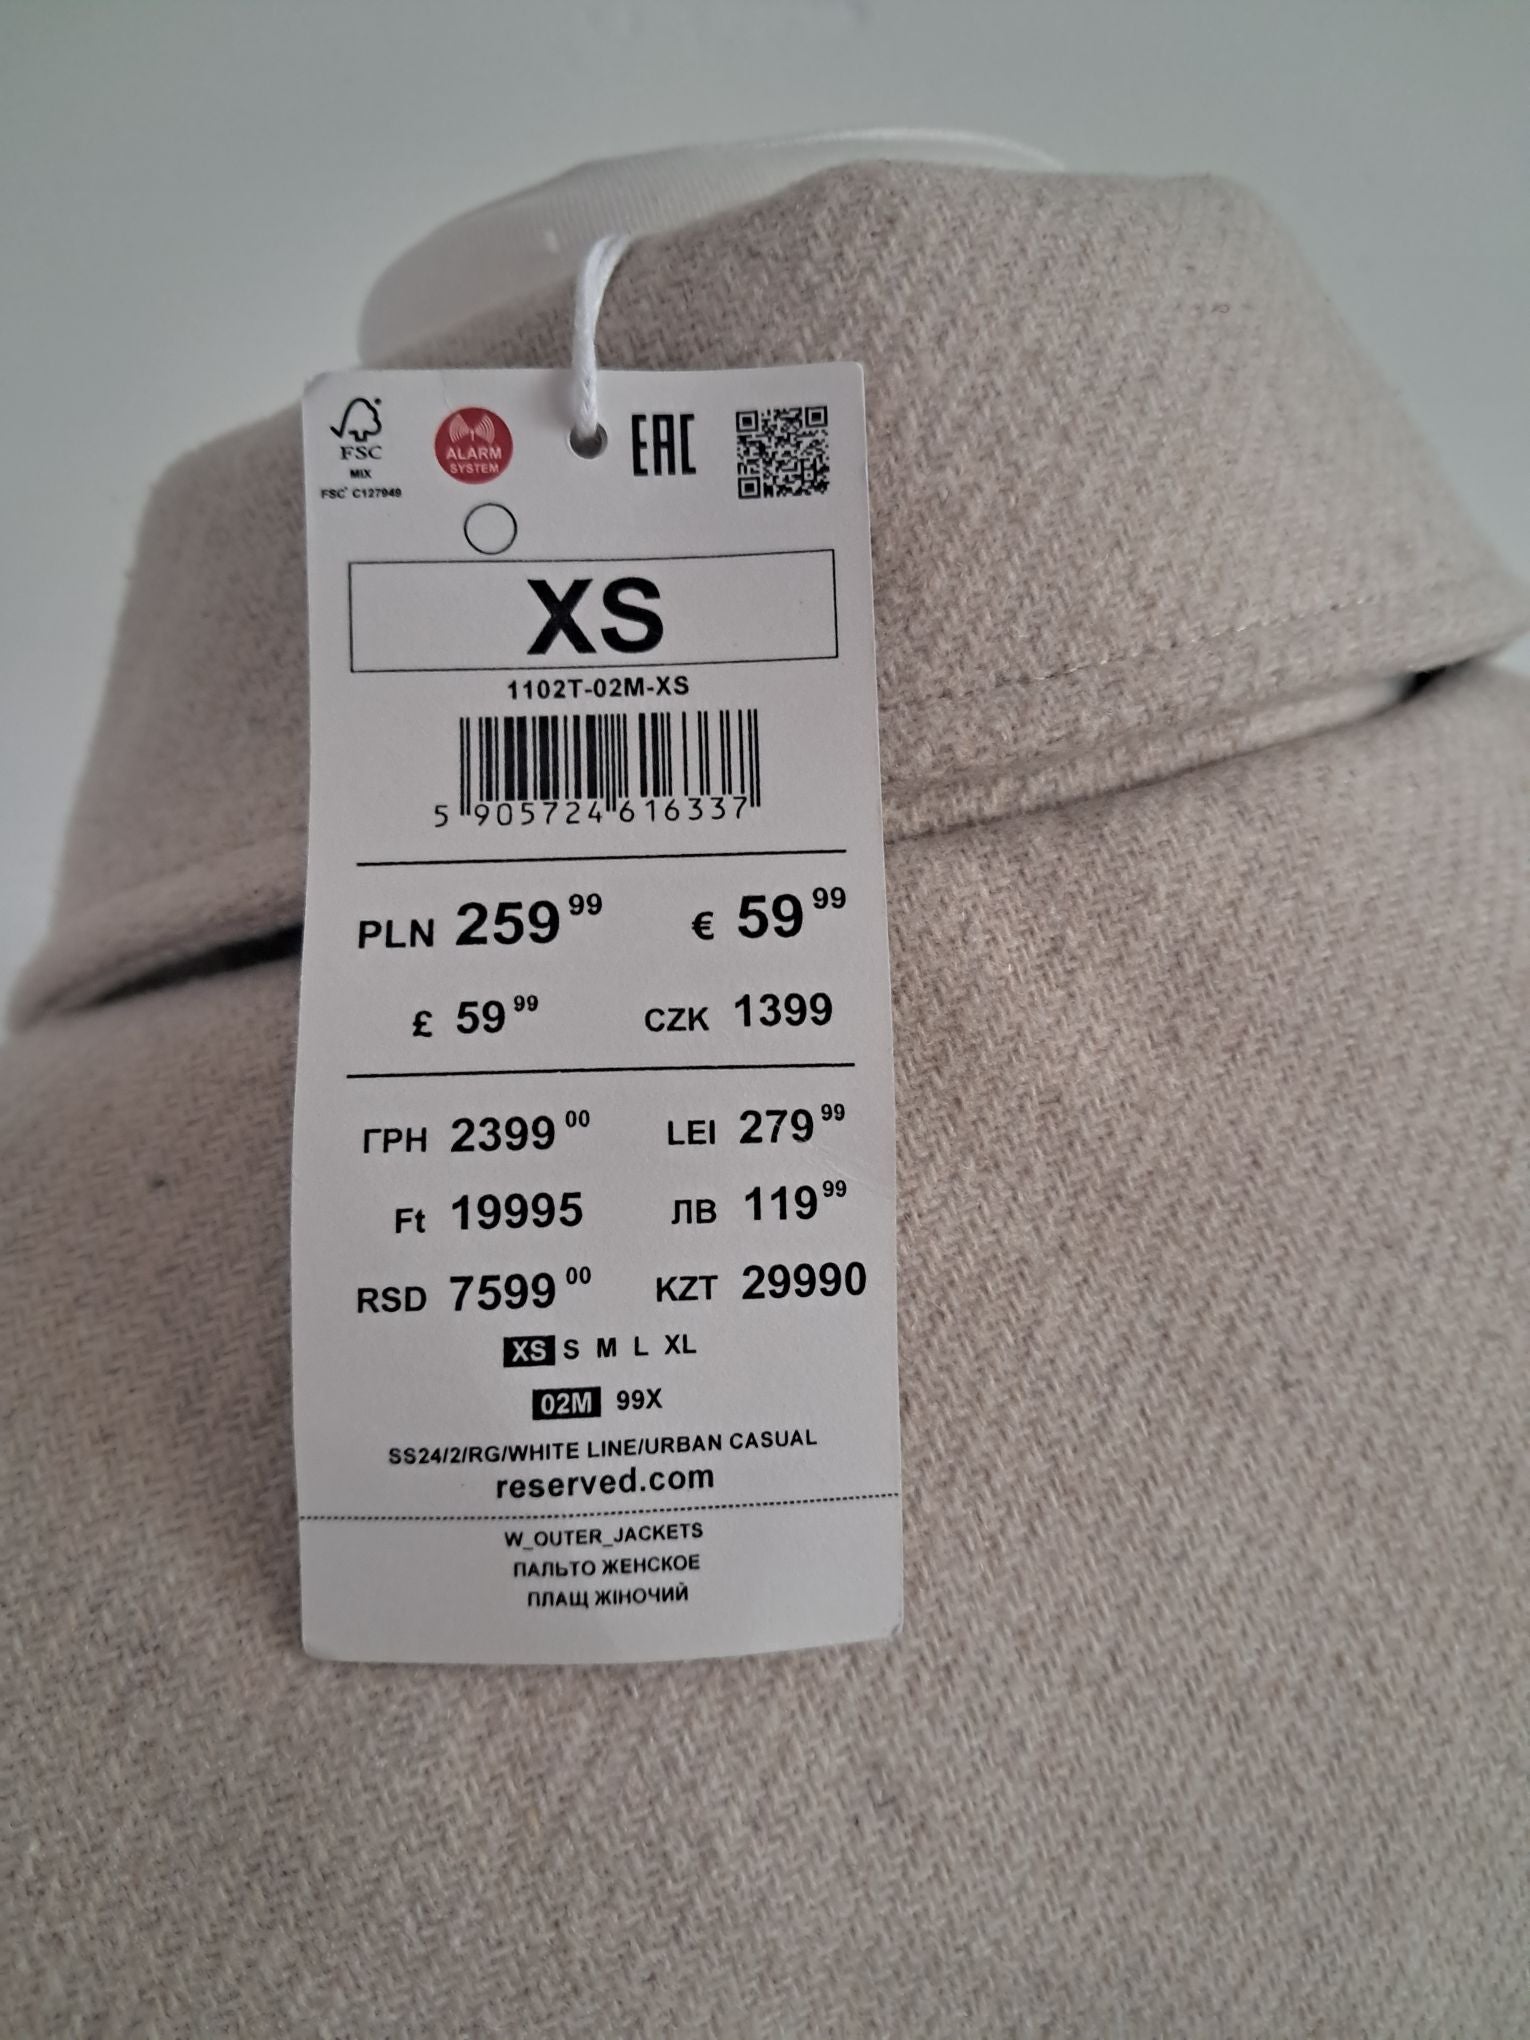 FSC
MIX
FSC® C127949
ALARM
SYSTEM
EAC
XS
1102T-02M-XS
5 905724 616337
PLN 259 99 € 59 99
£ 59 99 CZK 1399
ГРН 2399 00 LEI 279 99
Ft 19995 ЛВ 119 99
RSD 7599 00 KZT 29990
XS S M L XL
02M 99X
SS24/2/RG/WHITE LINE/URBAN CASUAL
reserved.com
W_OUTER_JACKETS
ПАЛЬТО ЖЕНСКОЕ
ПЛАЩ ЖІНОЧИЙ